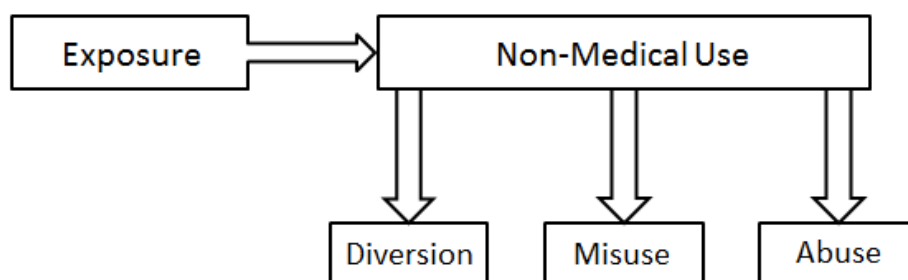 Exposure
Non-Medical Use
Diversion
Misuse
Abuse